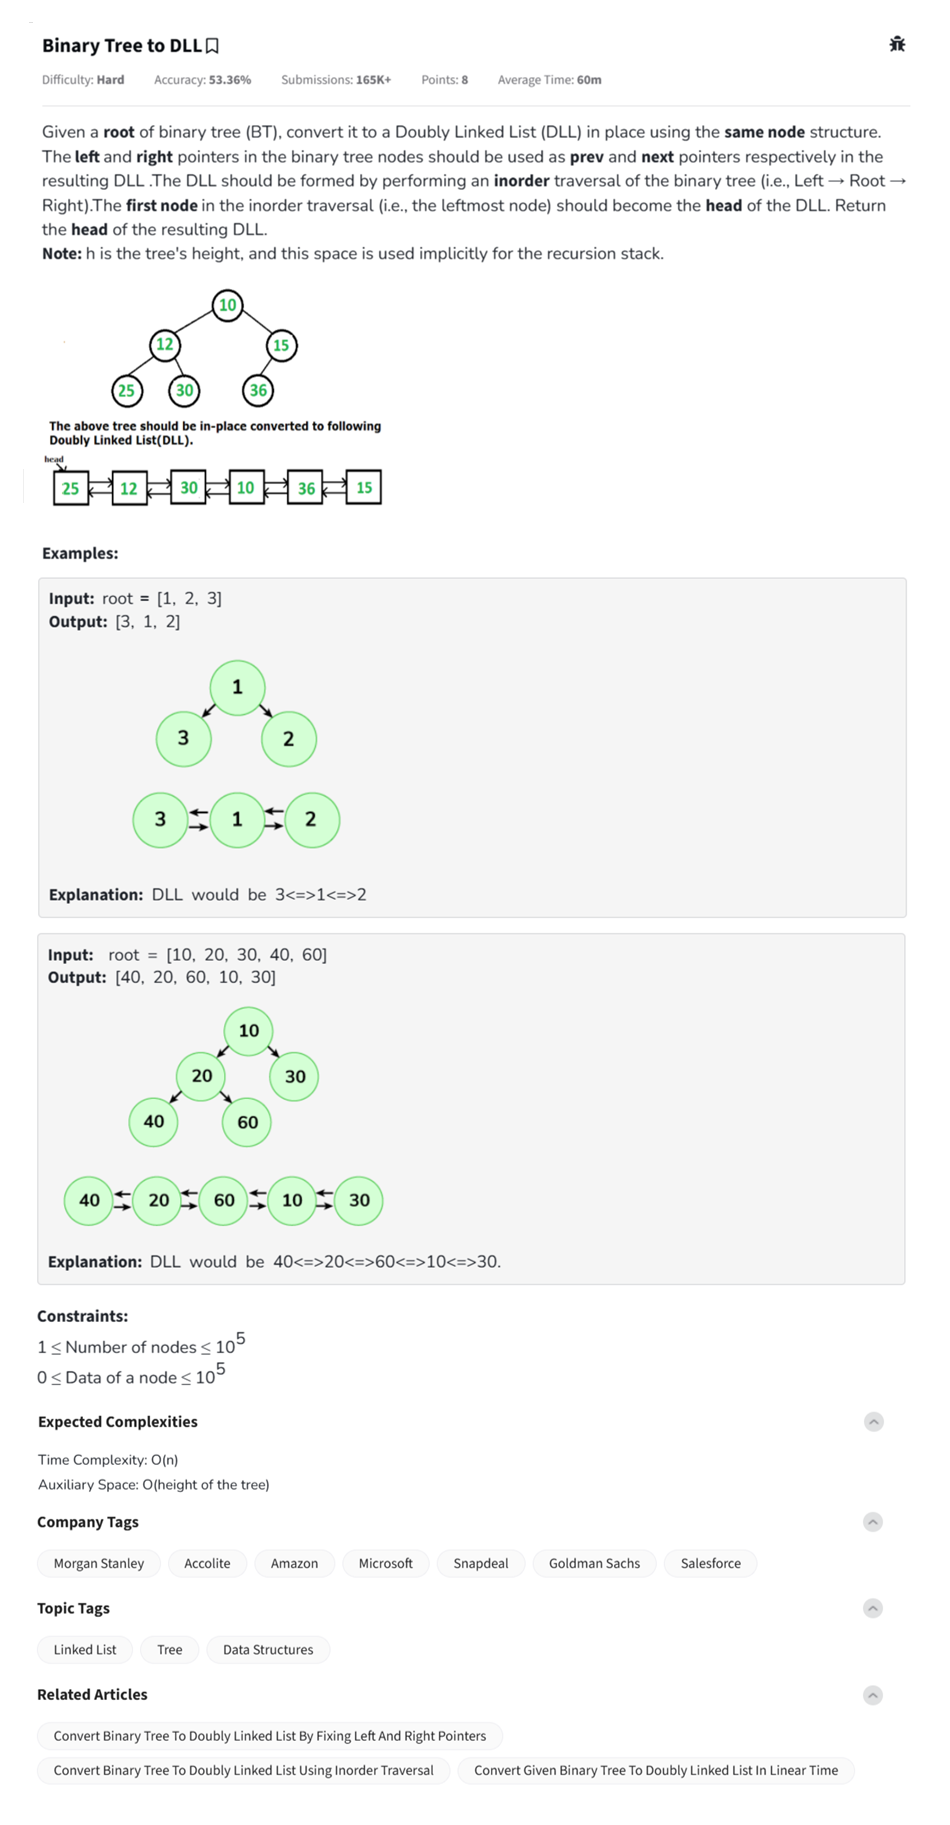 Binary Tree to DLL
Difficulty: Hard Accuracy: 53.36% Submissions: 165K+ Points: 8 Average Time: 60m
Given a root of binary tree (BT), convert it to a Doubly Linked List (DLL) in place using the same node structure.
The left and right pointers in the binary tree nodes should be used as prev and next pointers respectively in the
resulting DLL .The DLL should be formed by performing an inorder traversal of the binary tree (i.e., Left → Root →
Right).The first node in the inorder traversal (i.e., the leftmost node) should become the head of the DLL. Return
the head of the resulting DLL.
Note: h is the tree's height, and this space is used implicitly for the recursion stack.
10
12 15
25 30 36
The above tree should be in-place converted to following
Doubly Linked List(DLL).
head
25 12 30 10 36 15
Examples:
Input: root = [1, 2, 3]
Output: [3, 1, 2]
1
3 2
3 1 2
Explanation: DLL would be 3<=>1<=>2
Input: root = [10, 20, 30, 40, 60]
Output: [40, 20, 60, 10, 30]
10
20 30
40 60
40 20 60 10 30
Explanation: DLL would be 40<=>20<=>60<=>10<=>30.
Constraints:
1 ≤ Number of nodes ≤ 10^5
0 ≤ Data of a node ≤ 10^5
Expected Complexities
Time Complexity: O(n)
Auxiliary Space: O(height of the tree)
Company Tags
Morgan Stanley Accolite Amazon Microsoft Snapdeal Goldman Sachs Salesforce
Topic Tags
Linked List Tree Data Structures
Related Articles
Convert Binary Tree To Doubly Linked List By Fixing Left And Right Pointers
Convert Binary Tree To Doubly Linked List Using Inorder Traversal Convert Given Binary Tree To Doubly Linked List In Linear Time